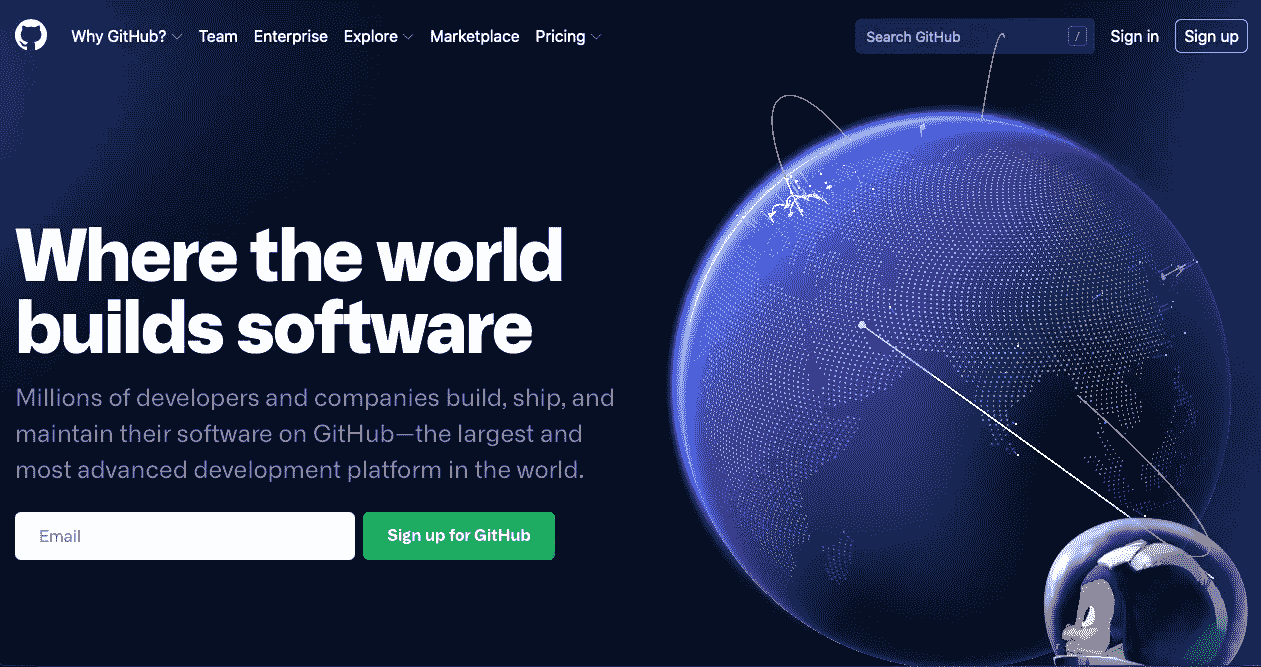 Why GitHub? Team Enterprise Explore Marketplace Pricing Search GitHub / Sign in Sign up
Where the world
builds software
Millions of developers and companies build, ship, and
maintain their software on GitHub—the largest and
most advanced development platform in the world.
Email Sign up for GitHub